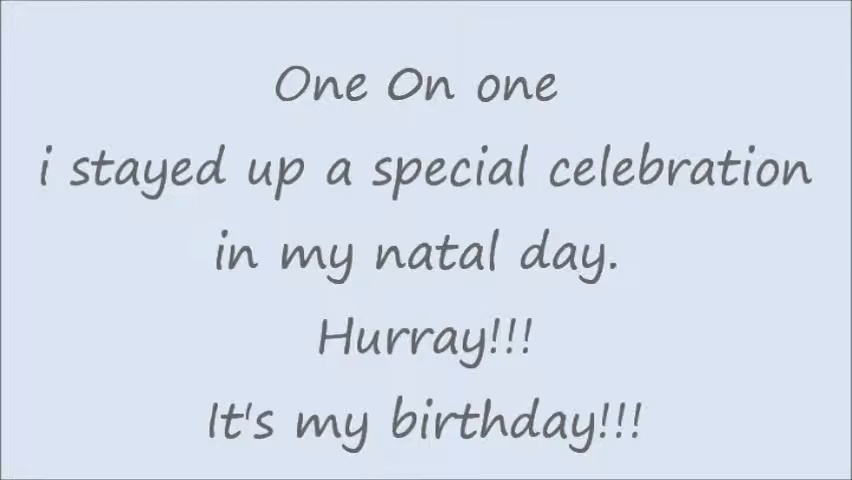 One On one
i stayed up a special celebration
in my natal day.
Hurray!!!
It's my birthday!!!